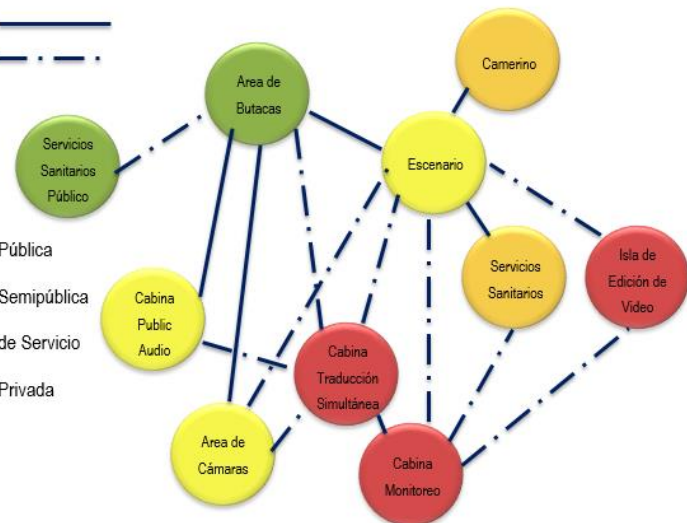 Area de
Butacas
Camerino
Servicios
Sanitarios
Público
Escenario
Pública
Semipública
de Servicio
Privada
Cabina
Public
Audio
Servicios
Sanitarios
Isla de
Edición de
Video
Cabina
Traducción
Simultánea
Area de
Cámaras
Cabina
Monitoreo